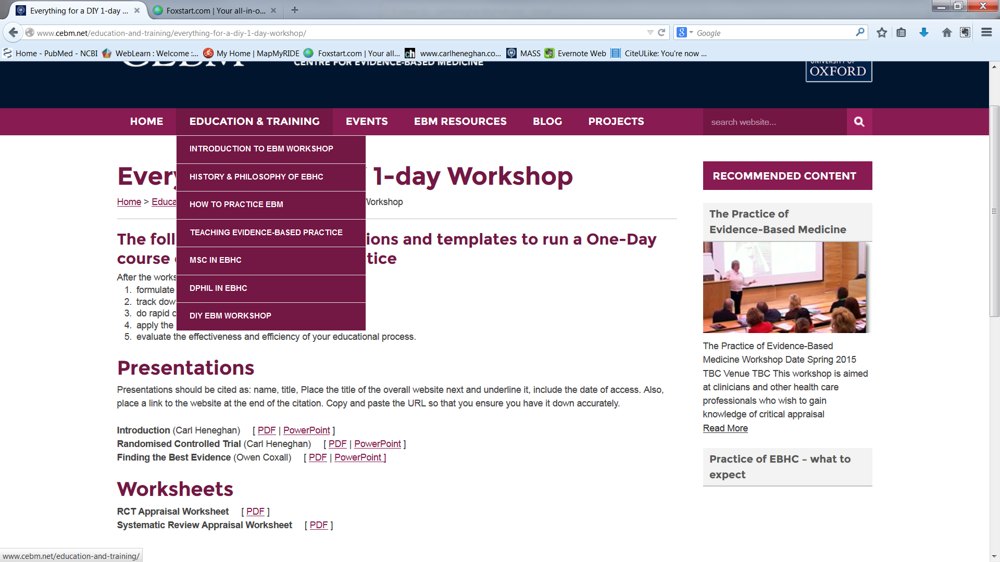 Everything for a DIY 1-day ...
Foxstart.com | Your all-in-o...
www.cebm.net/education-and-training/everything-for-a-diy-1-day-workshop/
Google
Home - PubMed - NCBI
WebLearn : Welcome :...
My Home | MapMyRIDE
Foxstart.com | Your all...
www.carlheneghan.co...
MASS
Evernote Web
CiteULike: You're now ...
CEBM
CENTRE FOR EVIDENCE-BASED MEDICINE
UNIVERSITY OF
OXFORD
HOME
EDUCATION & TRAINING
EVENTS
EBM RESOURCES
BLOG
PROJECTS
search website...
INTRODUCTION TO EBM WORKSHOP
HISTORY & PHILOSOPHY OF EBHC
HOW TO PRACTICE EBM
TEACHING EVIDENCE-BASED PRACTICE
MSC IN EBHC
DPHIL IN EBHC
DIY EBM WORKSHOP
Every 1-day Workshop
Home > Educa Workshop
The foll ions and templates to run a One-Day
course tice
After the works
1. formulate
2. track dow
3. do rapid c
4. apply the
5. evaluate the effectiveness and efficiency of your educational process.
Presentations
Presentations should be cited as: name, title, Place the title of the overall website next and underline it, include the date of access. Also,
place a link to the website at the end of the citation. Copy and paste the URL so that you ensure you have it down accurately.
Introduction (Carl Heneghan) [ PDF | PowerPoint ]
Randomised Controlled Trial (Carl Heneghan) [ PDF | PowerPoint ]
Finding the Best Evidence (Owen Coxall) [ PDF | PowerPoint ]
Worksheets
RCT Appraisal Worksheet [ PDF ]
Systematic Review Appraisal Worksheet [ PDF ]
RECOMMENDED CONTENT
The Practice of
Evidence-Based Medicine
The Practice of Evidence-Based
Medicine Workshop Date Spring 2015
TBC Venue TBC This workshop is aimed
at clinicians and other health care
professionals who wish to gain
knowledge of critical appraisal
Read More
Practice of EBHC – what to
expect
www.cebm.net/education-and-training/